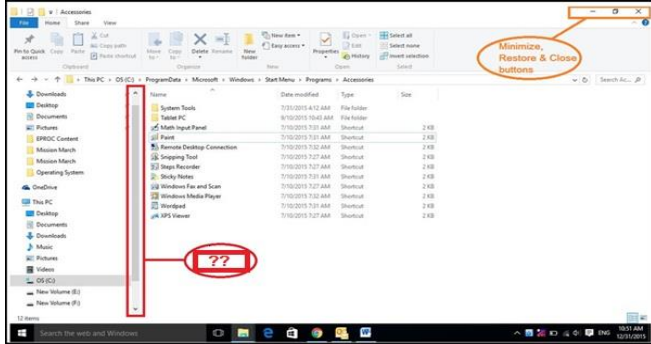 Accessories
File Home Share View
Pin to Quick access
Copy
Paste
Cut
Copy path
Paste shortcut
Move to
Copy to
Delete
Rename
New folder
New item
Easy access
Properties
Open
Edit
History
Select all
Select none
Invert selection
Clipboard Organize New Open Select
Minimize,
Restore & Close
buttons
This PC OS (C:) ProgramData Microsoft Windows Start Menu Programs Accessories
Search Ac...
Downloads
Desktop
Documents
Pictures
EPROC Content
Mission March
Mission March
Operating System
OneDrive
This PC
Desktop
Documents
Downloads
Music
Pictures
Videos
OS (C:)
New Volume (E:)
New Volume (F:)
Name Date modified Type Size
System Tools 7/31/2015 4:12 AM File folder
Tablet PC 9/10/2015 10:43 AM File folder
Math Input Panel 7/10/2015 7:31 AM Shortcut 2 KB
Paint 7/10/2015 7:31 AM Shortcut 2 KB
Remote Desktop Connection 7/10/2015 7:32 AM Shortcut 2 KB
Snipping Tool 7/10/2015 7:27 AM Shortcut 2 KB
Steps Recorder 7/10/2015 7:27 AM Shortcut 2 KB
Sticky Notes 7/10/2015 7:31 AM Shortcut 2 KB
Windows Fax and Scan 7/10/2015 7:27 AM Shortcut 2 KB
Windows Media Player 7/10/2015 7:32 AM Shortcut 2 KB
Wordpad 7/10/2015 7:31 AM Shortcut 2 KB
XPS Viewer 7/10/2015 7:27 AM Shortcut 2 KB
??
12 items
Search the web and Windows
ENG
10:51 AM
12/31/2015